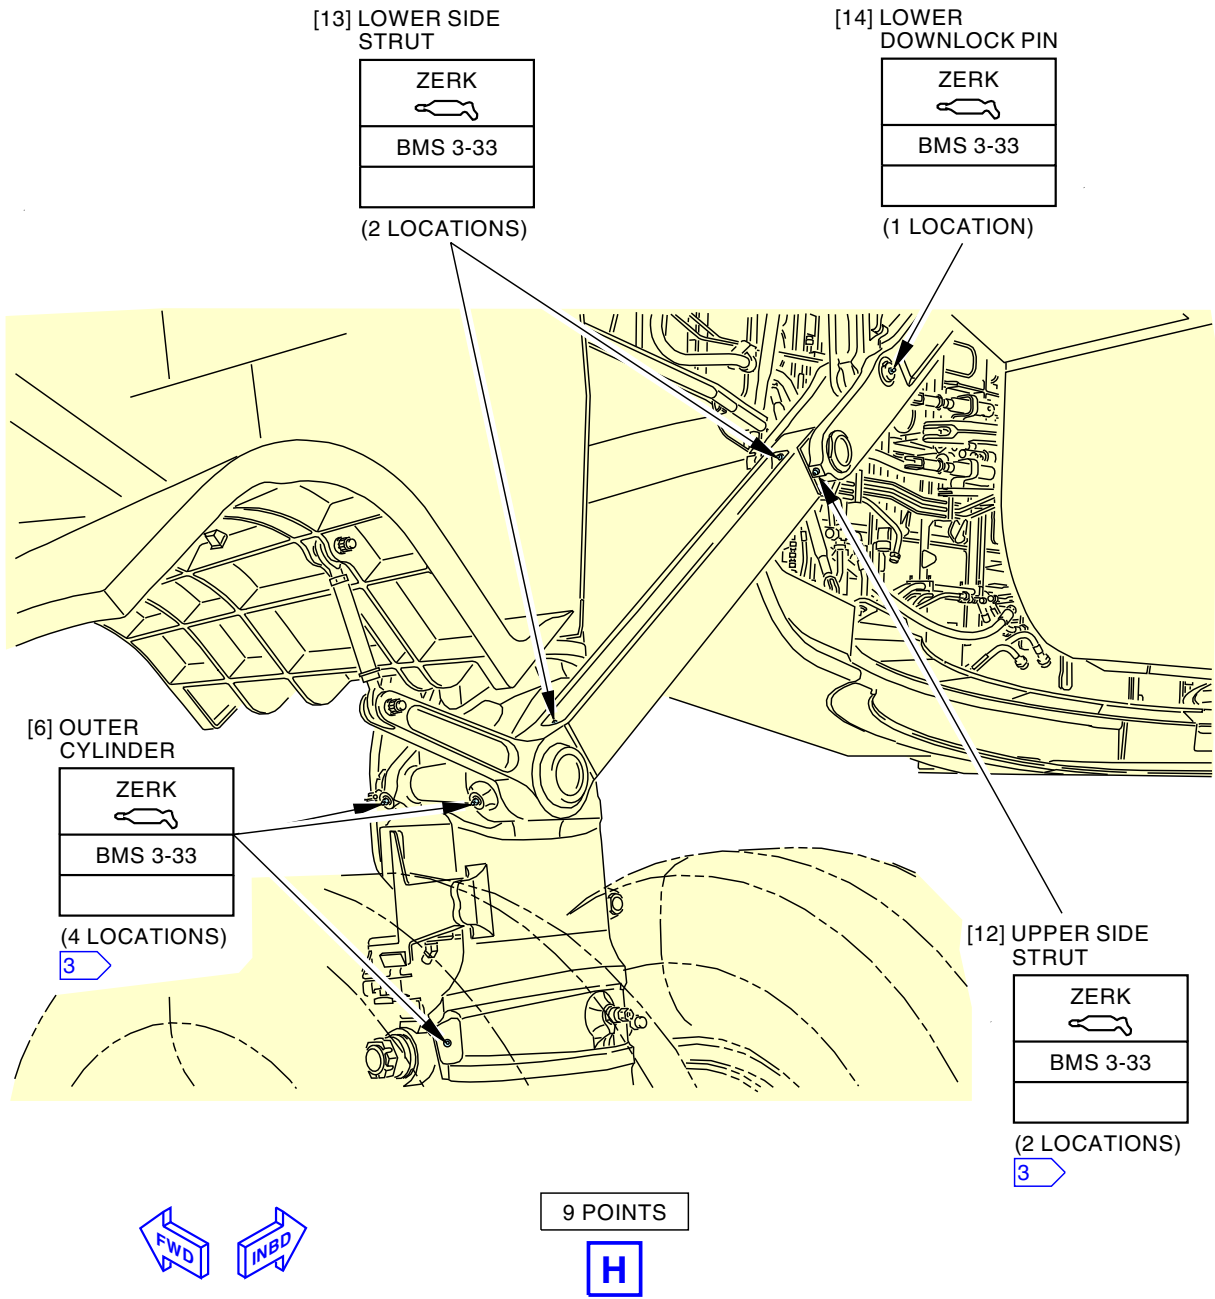 [13] LOWER SIDE
STRUT
ZERK
BMS 3-33
(2 LOCATIONS)
[14] LOWER
DOWNLOCK PIN
ZERK
BMS 3-33
(1 LOCATION)
[6] OUTER
CYLINDER
ZERK
BMS 3-33
(4 LOCATIONS)
3
[12] UPPER SIDE
STRUT
ZERK
BMS 3-33
(2 LOCATIONS)
3
FWD
INBD
9 POINTS
H